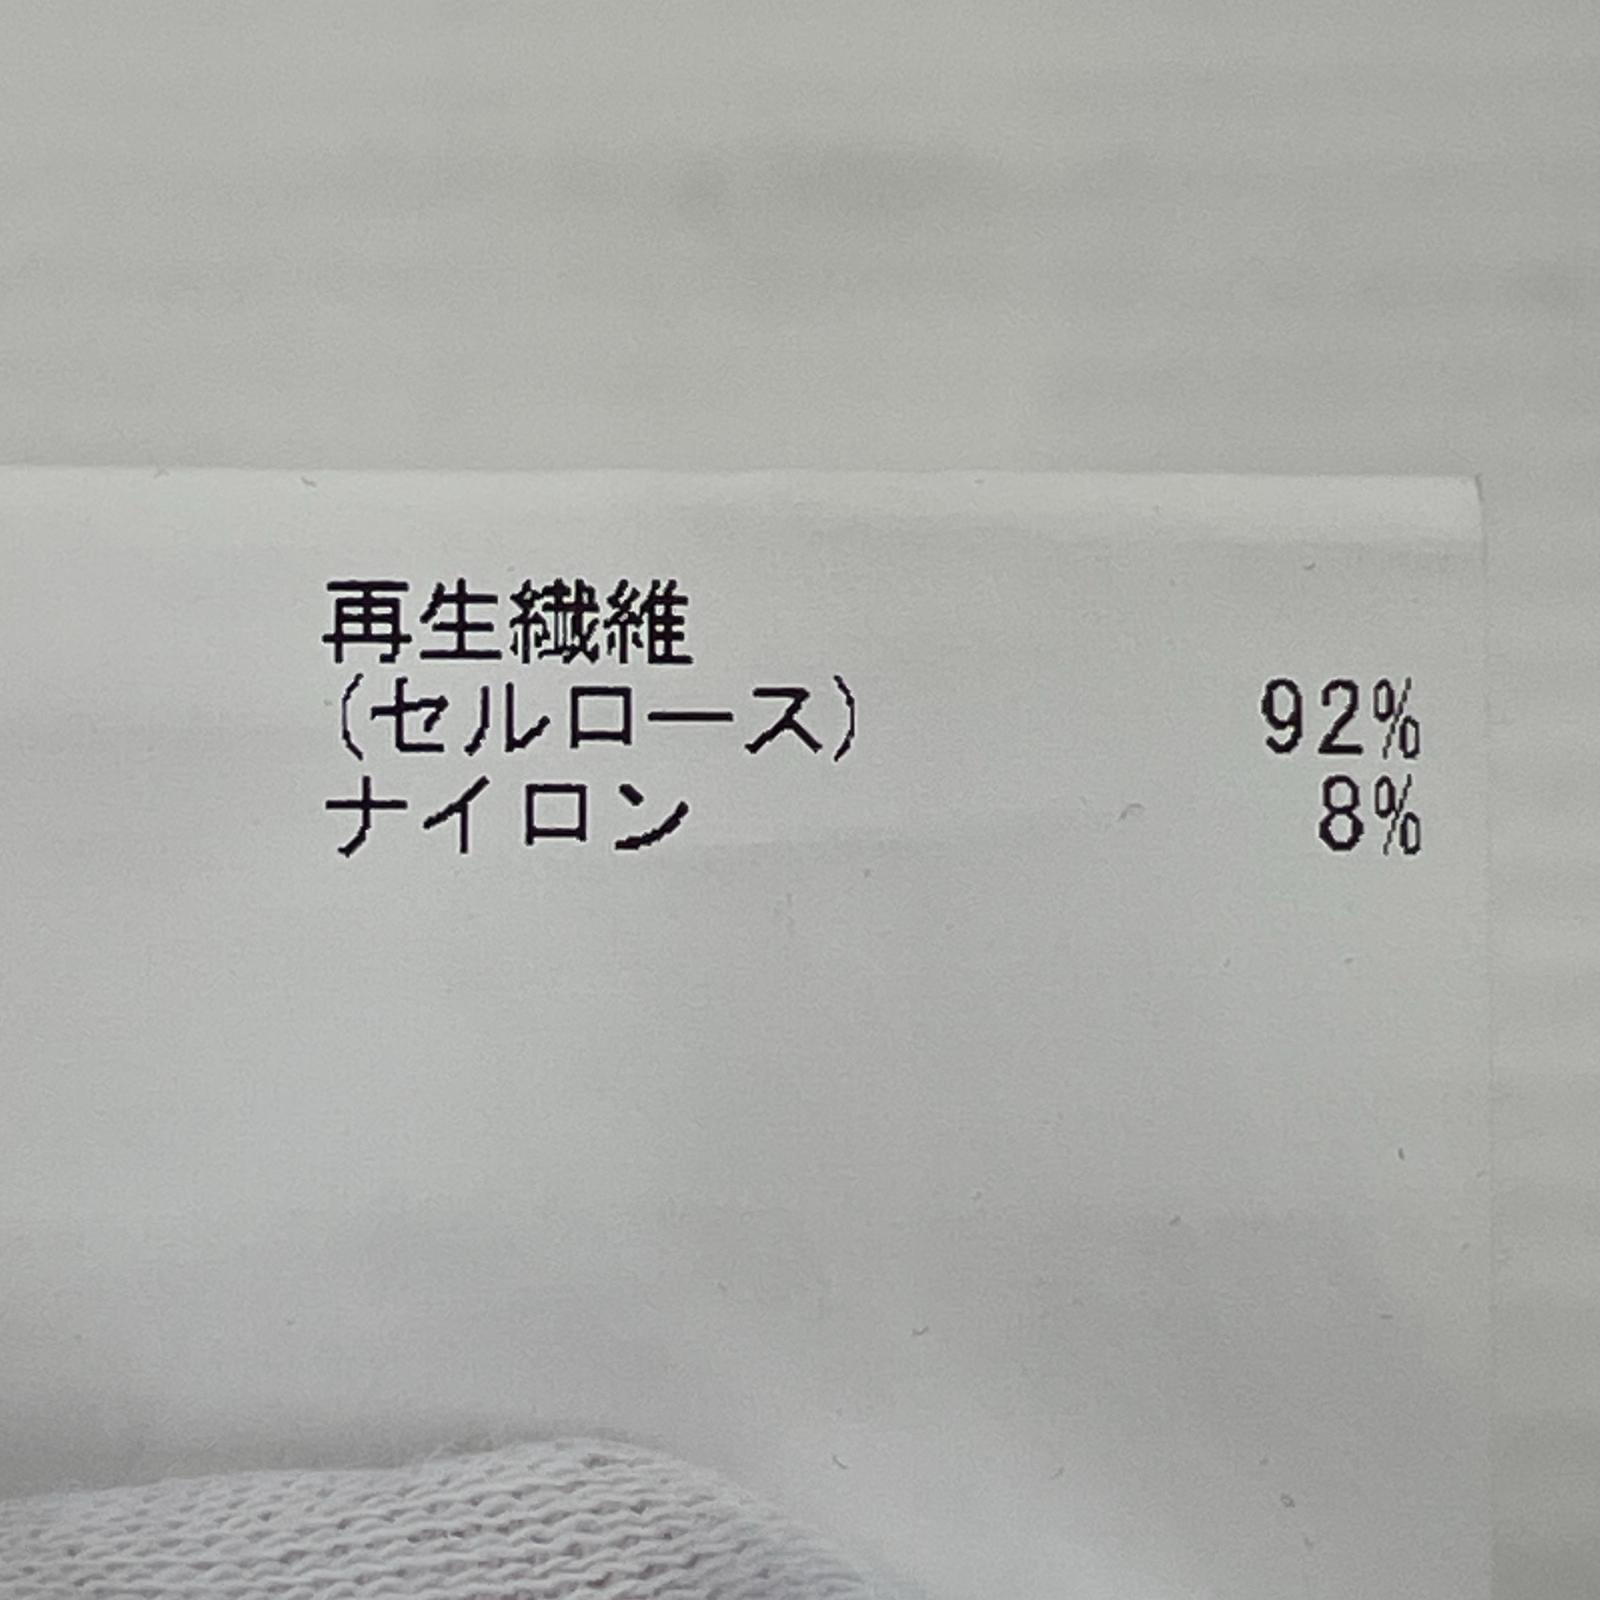 再生繊維
(セルロース) 92%
ナイロン 8%